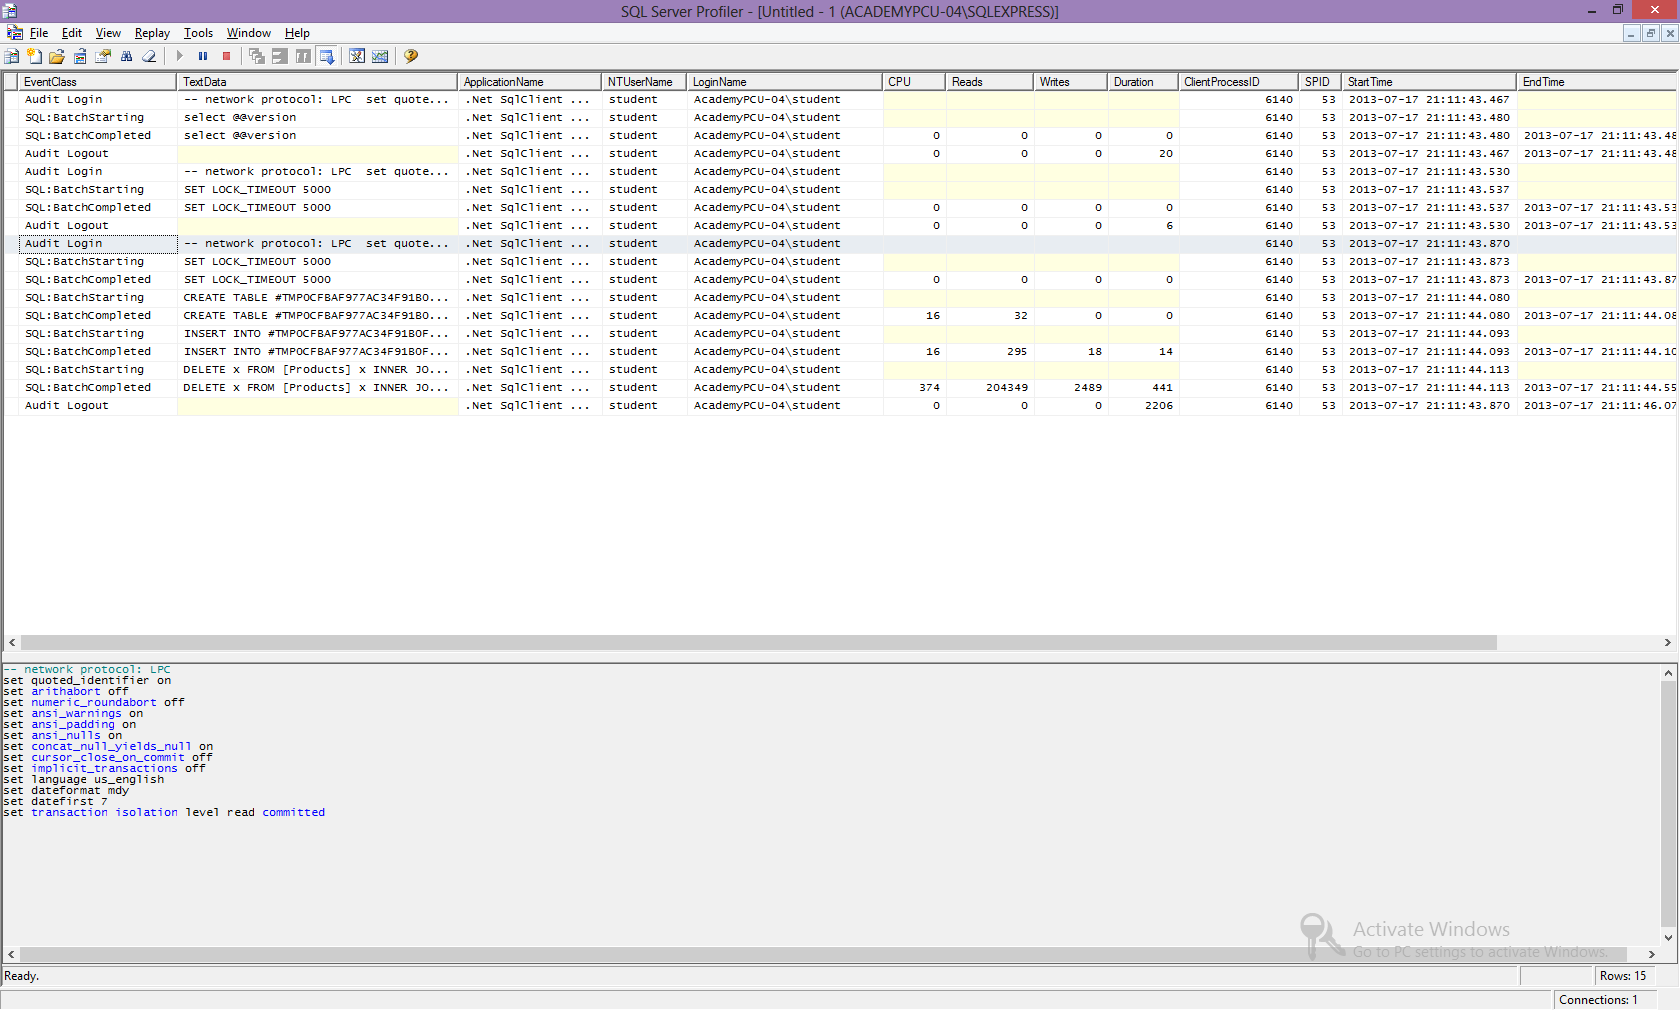 SQL Server Profiler - [Untitled - 1 (ACADEMYPCU-04\SQLEXPRESS)]
File Edit View Replay Tools Window Help
EventClass TextData ApplicationName NTUserName LoginName CPU Reads Writes Duration ClientProcessID SPID StartTime EndTime
Audit Login -- network protocol: LPC set quote... .Net SqlClient ... student AcademyPCU-04\student 6140 53 2013-07-17 21:11:43.467
SQL:BatchStarting select @@version .Net SqlClient ... student AcademyPCU-04\student 6140 53 2013-07-17 21:11:43.480
SQL:BatchCompleted select @@version .Net SqlClient ... student AcademyPCU-04\student 0 0 0 0 6140 53 2013-07-17 21:11:43.480 2013-07-17 21:11:43.48
Audit Logout .Net SqlClient ... student AcademyPCU-04\student 0 0 0 20 6140 53 2013-07-17 21:11:43.467 2013-07-17 21:11:43.48
Audit Login -- network protocol: LPC set quote... .Net SqlClient ... student AcademyPCU-04\student 6140 53 2013-07-17 21:11:43.530
SQL:BatchStarting SET LOCK_TIMEOUT 5000 .Net SqlClient ... student AcademyPCU-04\student 6140 53 2013-07-17 21:11:43.537
SQL:BatchCompleted SET LOCK_TIMEOUT 5000 .Net SqlClient ... student AcademyPCU-04\student 0 0 0 0 6140 53 2013-07-17 21:11:43.537 2013-07-17 21:11:43.53
Audit Logout .Net SqlClient ... student AcademyPCU-04\student 0 0 0 6 6140 53 2013-07-17 21:11:43.530 2013-07-17 21:11:43.53
Audit Login -- network protocol: LPC set quote... .Net SqlClient ... student AcademyPCU-04\student 6140 53 2013-07-17 21:11:43.870
SQL:BatchStarting SET LOCK_TIMEOUT 5000 .Net SqlClient ... student AcademyPCU-04\student 6140 53 2013-07-17 21:11:43.873
SQL:BatchCompleted SET LOCK_TIMEOUT 5000 .Net SqlClient ... student AcademyPCU-04\student 0 0 0 0 6140 53 2013-07-17 21:11:43.873 2013-07-17 21:11:43.87
SQL:BatchStarting CREATE TABLE #TMP0CFBAF977AC34F91B0... .Net SqlClient ... student AcademyPCU-04\student 6140 53 2013-07-17 21:11:44.080
SQL:BatchCompleted CREATE TABLE #TMP0CFBAF977AC34F91B0... .Net SqlClient ... student AcademyPCU-04\student 16 32 0 0 6140 53 2013-07-17 21:11:44.080 2013-07-17 21:11:44.08
SQL:BatchStarting INSERT INTO #TMP0CFBAF977AC34F91B0F... .Net SqlClient ... student AcademyPCU-04\student 6140 53 2013-07-17 21:11:44.093
SQL:BatchCompleted INSERT INTO #TMP0CFBAF977AC34F91B0F... .Net SqlClient ... student AcademyPCU-04\student 16 295 18 14 6140 53 2013-07-17 21:11:44.093 2013-07-17 21:11:44.10
SQL:BatchStarting DELETE x FROM [Products] x INNER JO... .Net SqlClient ... student AcademyPCU-04\student 6140 53 2013-07-17 21:11:44.113
SQL:BatchCompleted DELETE x FROM [Products] x INNER JO... .Net SqlClient ... student AcademyPCU-04\student 374 204349 2489 441 6140 53 2013-07-17 21:11:44.113 2013-07-17 21:11:44.55
Audit Logout .Net SqlClient ... student AcademyPCU-04\student 0 0 0 2206 6140 53 2013-07-17 21:11:43.870 2013-07-17 21:11:46.07
-- network protocol: LPC
set quoted_identifier on
set arithabort off
set numeric_roundabort off
set ansi_warnings on
set ansi_padding on
set ansi_nulls on
set concat_null_yields_null on
set cursor_close_on_commit off
set implicit_transactions off
set language us_english
set dateformat mdy
set datefirst 7
set transaction isolation level read committed
Activate Windows
Go to PC settings to activate Windows.
Ready.
Rows: 15
Connections: 1